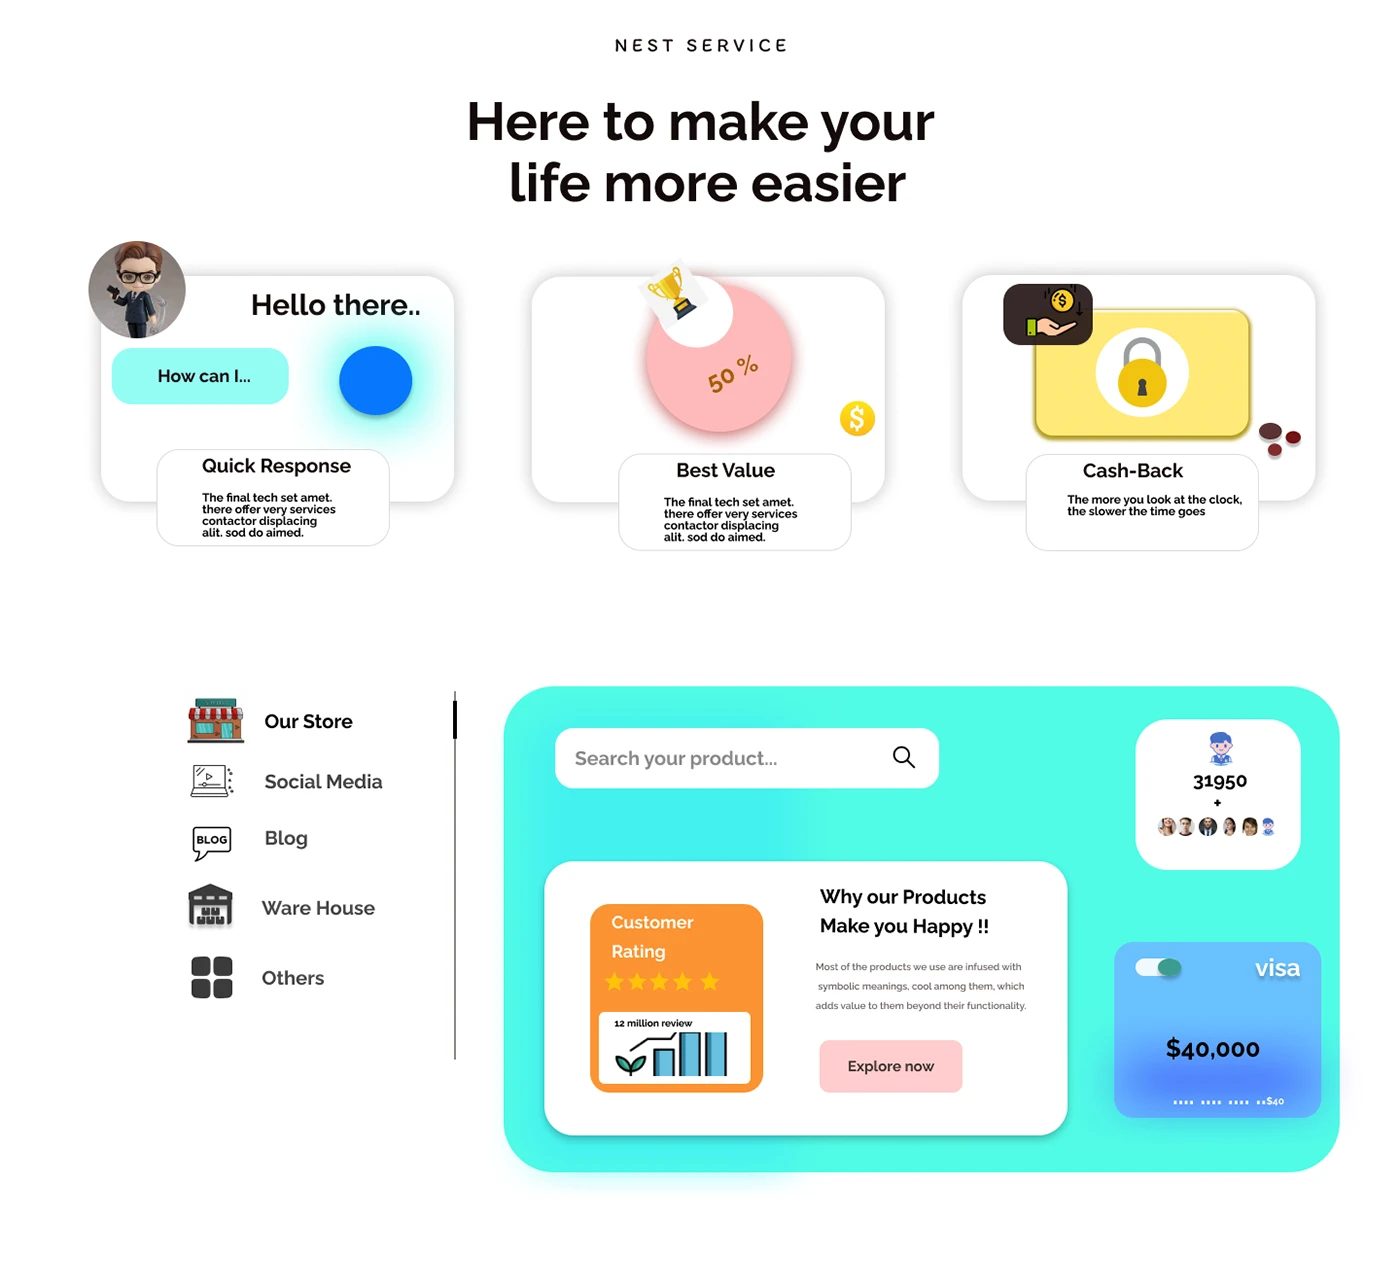 NEST SERVICE
Here to make your
life more easier
Hello there..
How can I...
Quick Response
The final tech set amet.
there offer very services
contactor displacing
alit. sod do aimed.
50 %
$
Best Value
The final tech set amet.
there offer very services
contactor displacing
alit. sod do aimed.
$
Cash-Back
The more you look at the clock,
the slower the time goes
Our Store
Social Media
BLOG
Blog
Ware House
Others
Search your product...
31950
+
Customer
Rating
12 million review
Why our Products
Make you Happy !!
Most of the products we use are infused with
symbolic meanings, cool among them, which
adds value to them beyond their functionality.
Explore now
visa
$40,000
$40